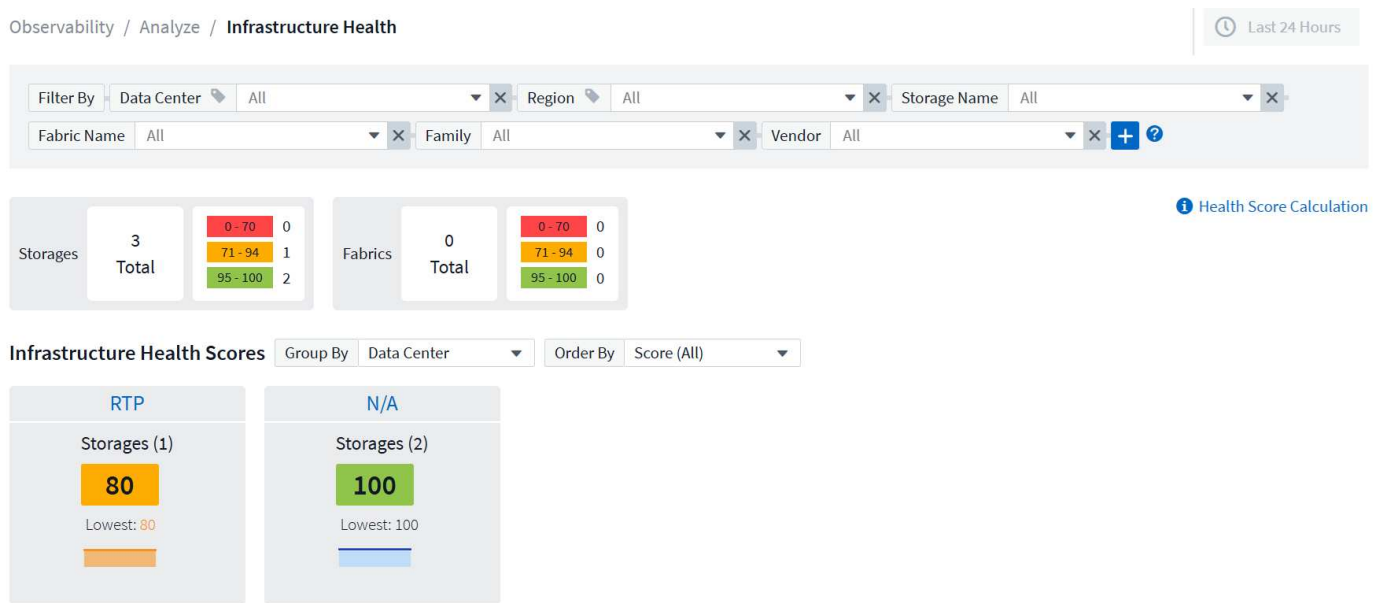 Observability / Analyze / Infrastructure Health
Last 24 Hours
Filter By Data Center All Region All Storage Name All
Fabric Name All Family All Vendor All
Health Score Calculation
Storages
3
Total
0 - 70 0
71 - 94 1
95 - 100 2
Fabrics
0
Total
0 - 70 0
71 - 94 0
95 - 100 0
Infrastructure Health Scores Group By Data Center Order By Score (All)
RTP
Storages (1)
80
Lowest: 80
N/A
Storages (2)
100
Lowest: 100